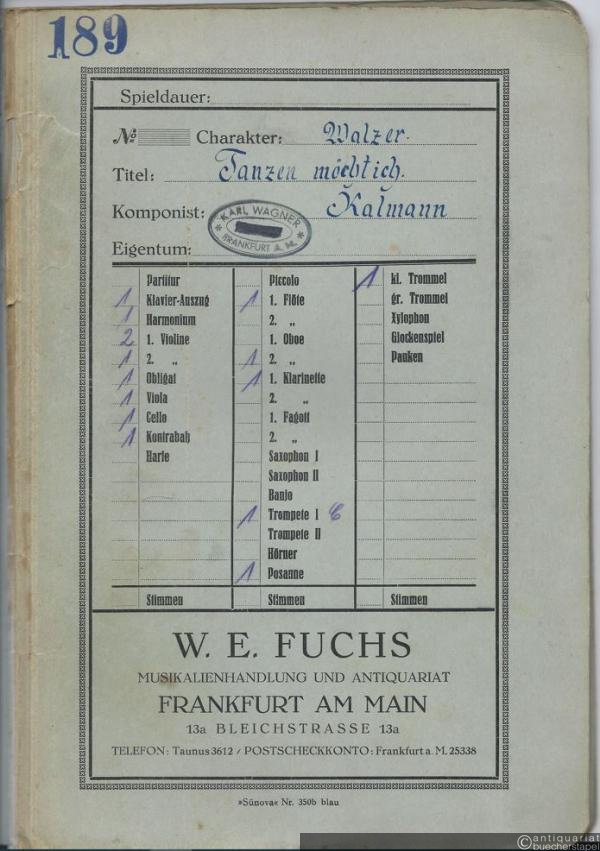 189
Spieldauer:
№ Charakter: Walzer.
Titel: Tanzen möcht ich.
Komponist: Kalmann
KARL WAGNER
FRANKFURT A. M.
Eigentum:
Partitur
1 Klavier-Auszug
1 Harmonium
2 1. Violine
1 2. „
1 Obligat
1 Viola
1 Cello
1 Kontrabaß
Harfe
Stimmen
Piccolo
1 1. Flöte
2. „
1. Oboe
1 2. „
1 1. Klarinette
2. „
1. Fagott
2. „
Saxophon I
Saxophon II
Banjo
1 Trompete I C
Trompete II
Hörner
1 Posaune
Stimmen
1 kl. Trommel
gr. Trommel
Xylophon
Glockenspiel
Pauken
Stimmen
W. E. FUCHS
MUSIKALIENHANDLUNG UND ANTIQUARIAT
FRANKFURT AM MAIN
13a BLEICHSTRASSE 13a
TELEFON: Taunus 3612 / POSTSCHECKKONTO: Frankfurt a. M. 25338
»Sünova« Nr. 350b blau
antiquariat
buecherstapel